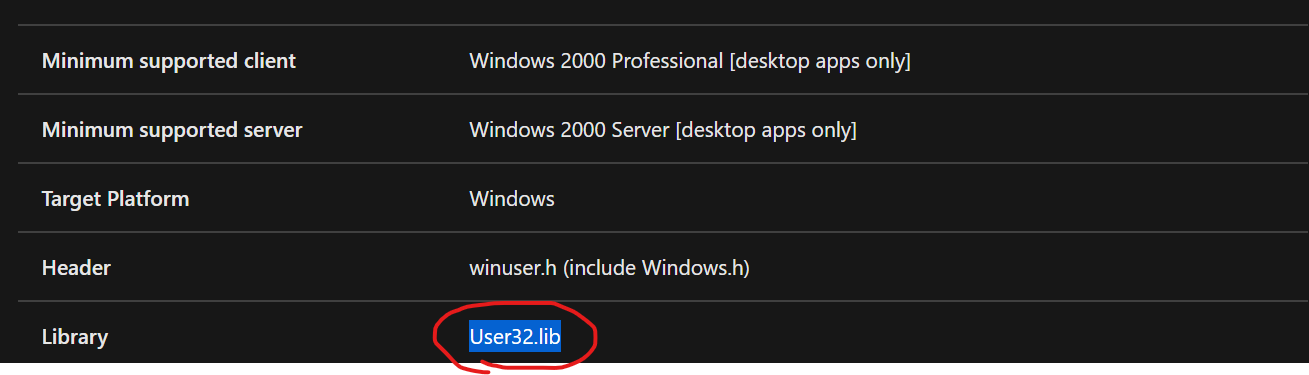 Minimum supported client Windows 2000 Professional [desktop apps only]
Minimum supported server Windows 2000 Server [desktop apps only]
Target Platform Windows
Header winuser.h (include Windows.h)
Library User32.lib